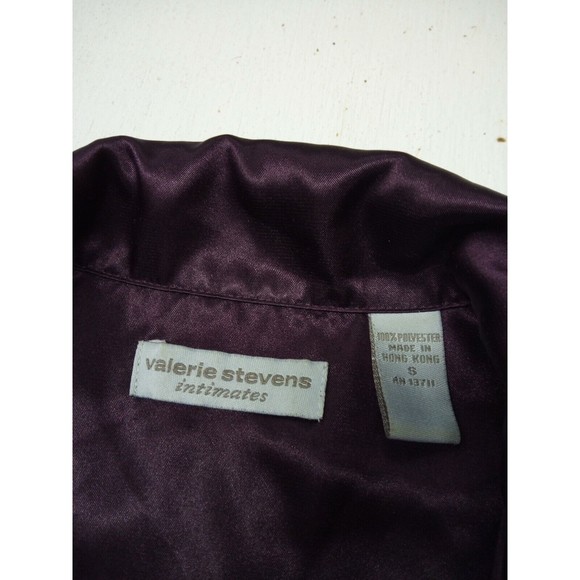 valerie stevens
intimates
100% POLYESTER
MADE IN
HONG KONG
S
RN 13711